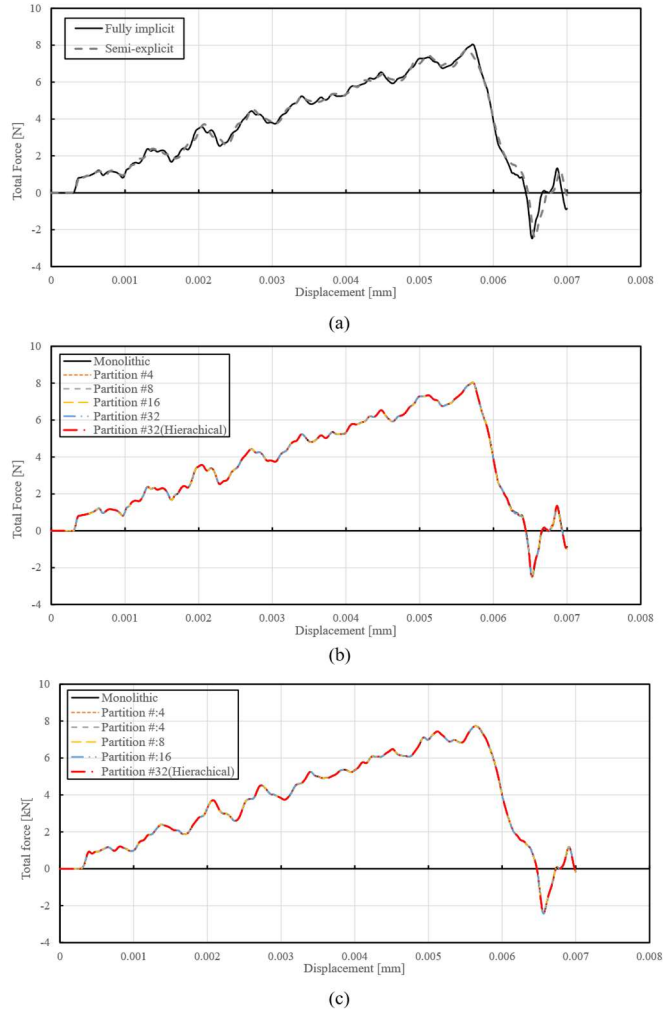 10
8
6
4
2
0
-2
-4
Total Force [N]
Fully implicit
Semi-explicit
0 0.001 0.002 0.003 0.004 0.005 0.006 0.007 0.008
Displacement [mm]
(a)
10
8
6
4
2
0
-2
-4
Total Force [N]
Monolithic
Partition #4
Partition #8
Partition #16
Partition #32
Partition #32(Hierachical)
0 0.001 0.002 0.003 0.004 0.005 0.006 0.007 0.008
Displacement [mm]
(b)
10
8
6
4
2
0
-2
-4
Total force [kN[
Monolithic
Partition #:4
Partition #:4
Partition #:8
Partition #:16
Partition #32(Hierachical)
0 0.001 0.002 0.003 0.004 0.005 0.006 0.007 0.008
Displacement [mm]
(c)